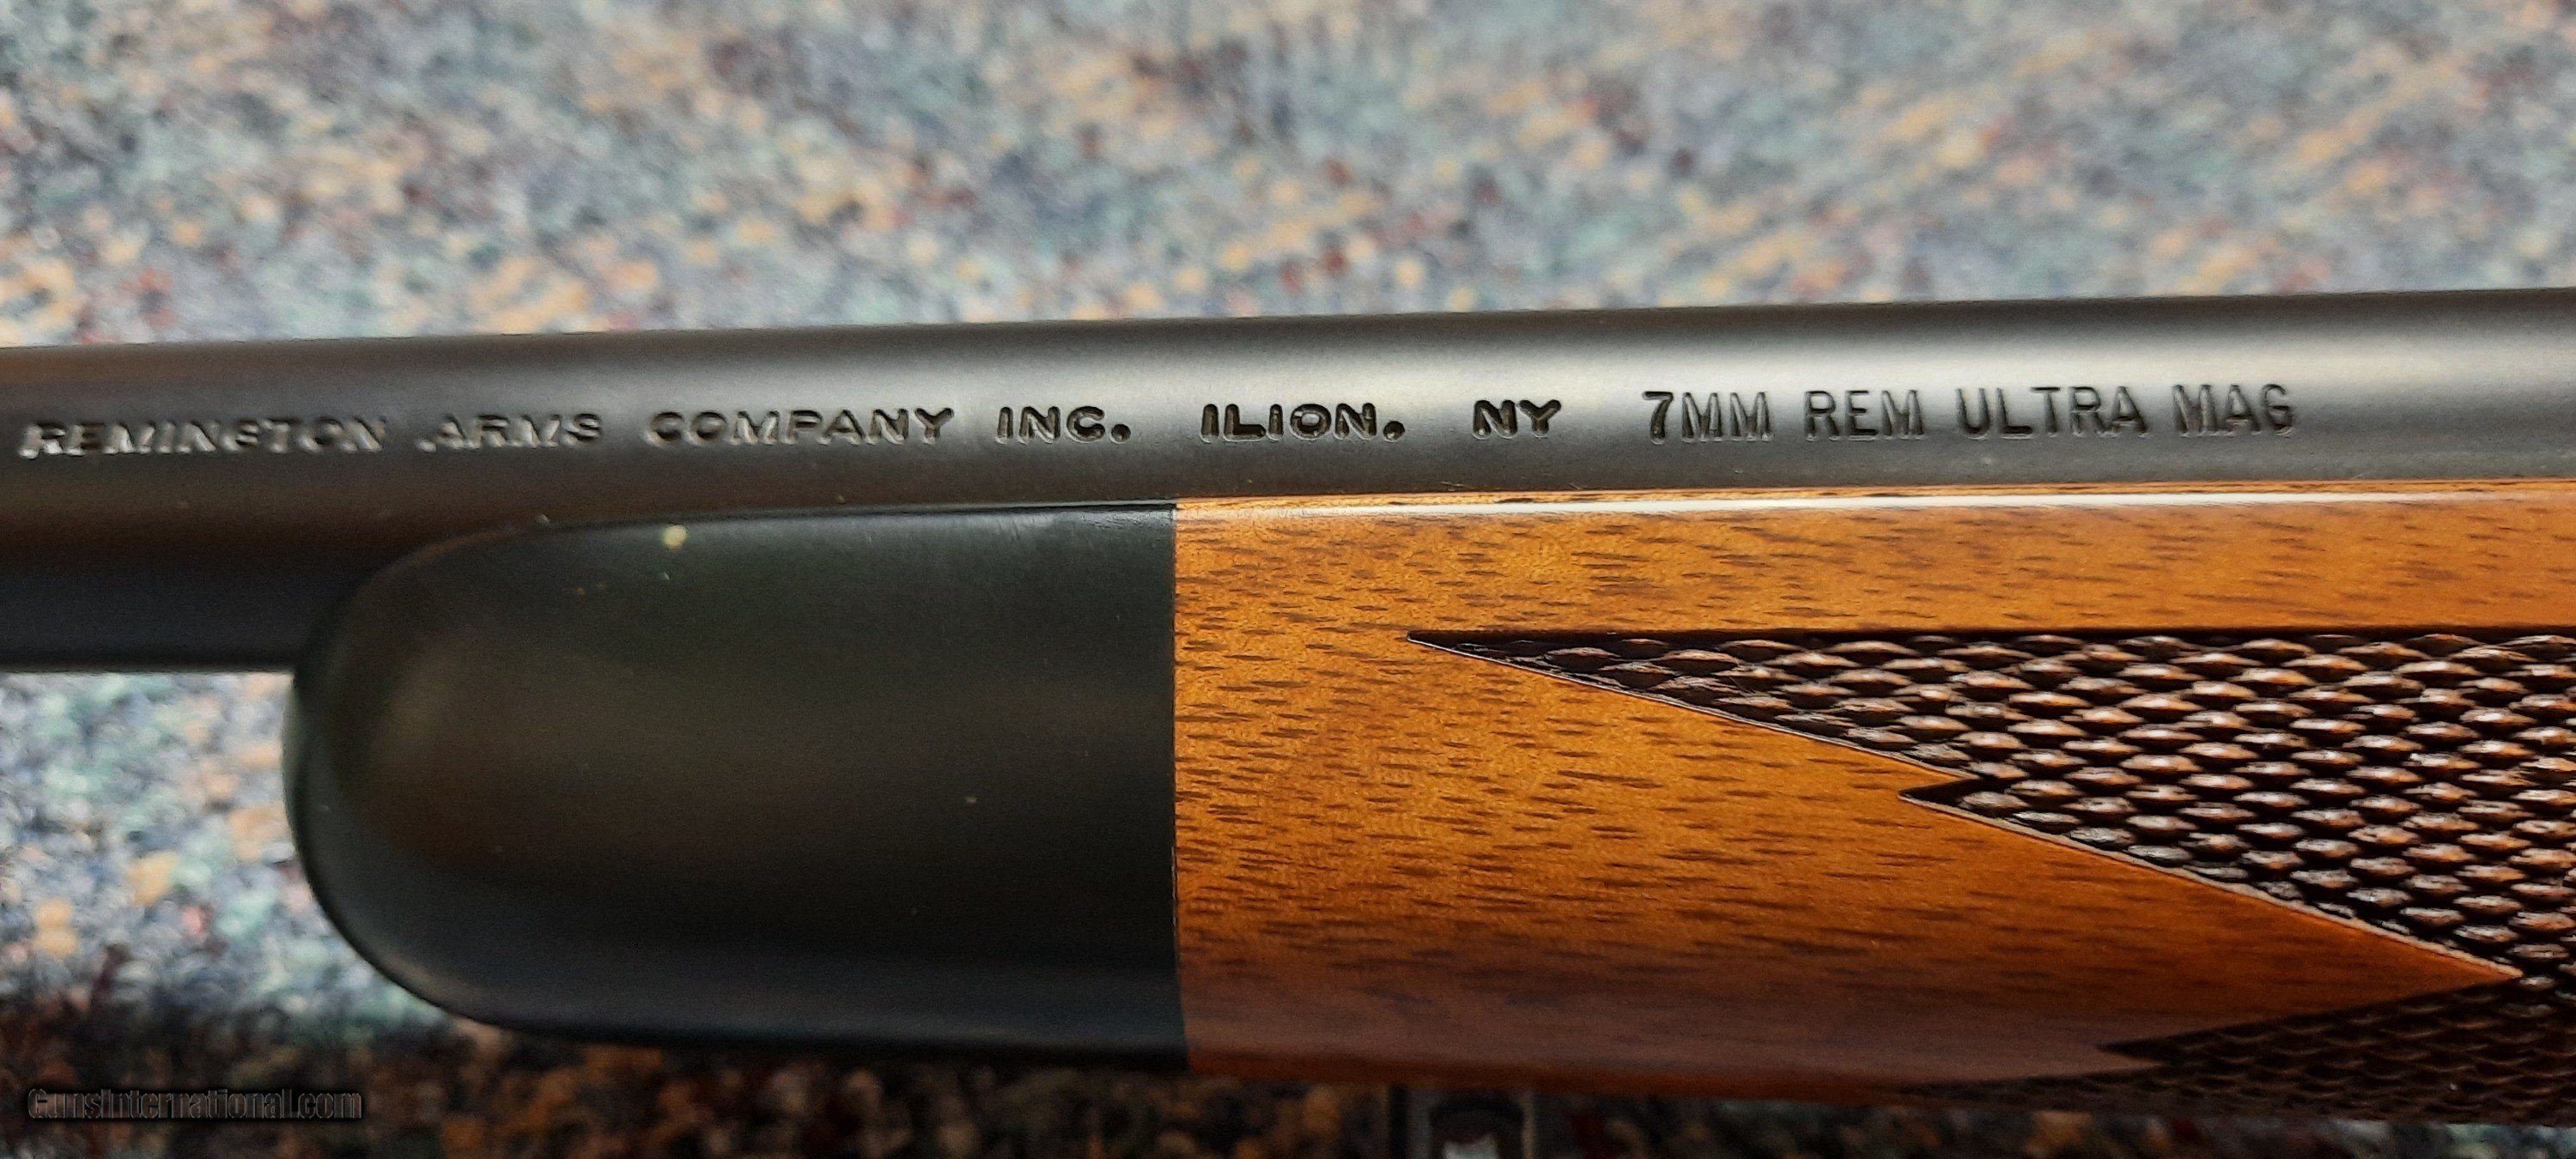 REMINGTON ARMS COMPANY INC. ILION. NY 7MM REM ULTRA MAG
GunsInternational.com